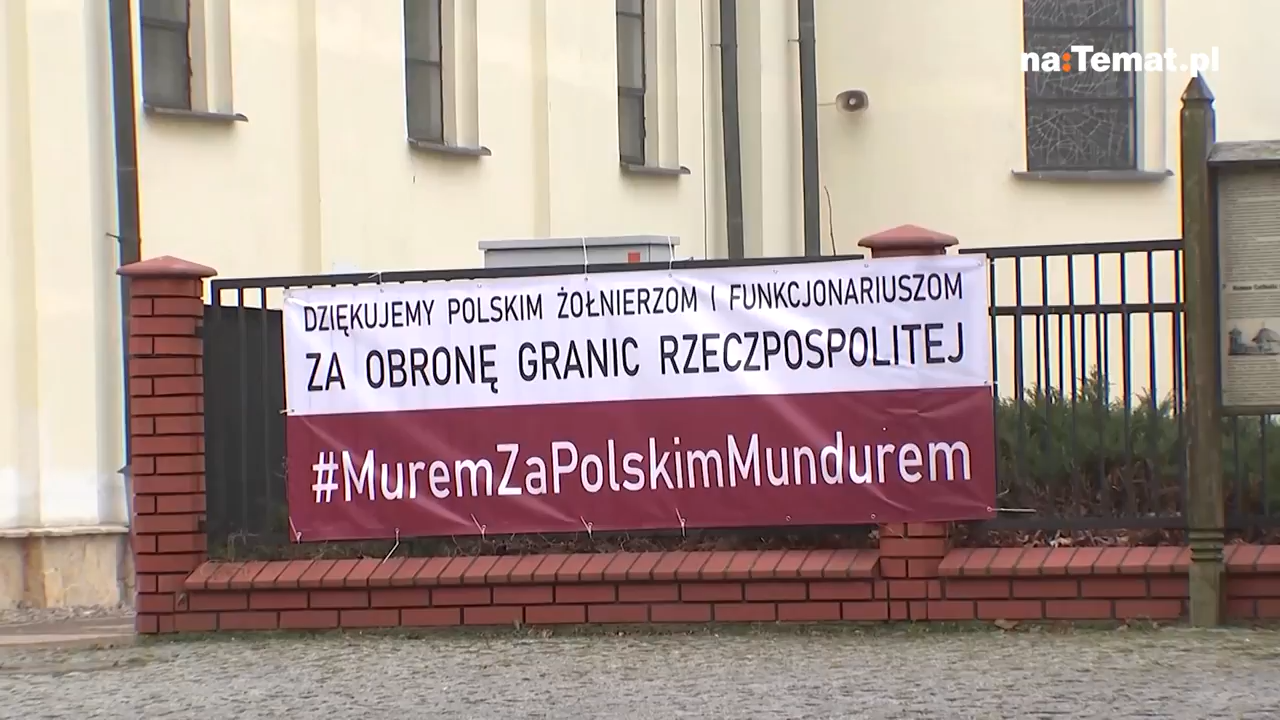 na:Temat.pl
DZIĘKUJEMY POLSKIM ŻOŁNIERZOM I FUNKCJONARIUSZOM
ZA OBRONĘ GRANIC RZECZPOSPOLITEJ
#MuremZaPolskimMundurem